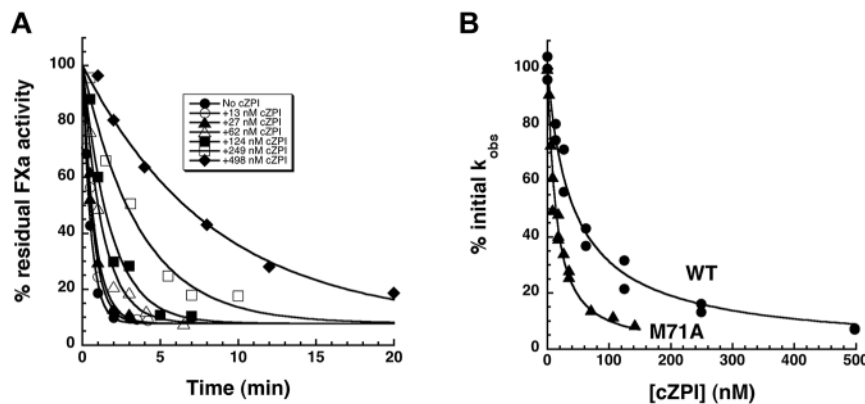 A
% residual FXa activity
100
80
60
40
20
0
No cZPI
+13 nM cZPI
+27 nM cZPI
+62 nM cZPI
+124 nM cZPI
+249 nM cZPI
+498 nM cZPI
0
5
10
15
20
Time (min)
B
% initial kobs
100
80
60
40
20
0
WT
M71A
0
100
200
300
400
500
[cZPI] (nM)